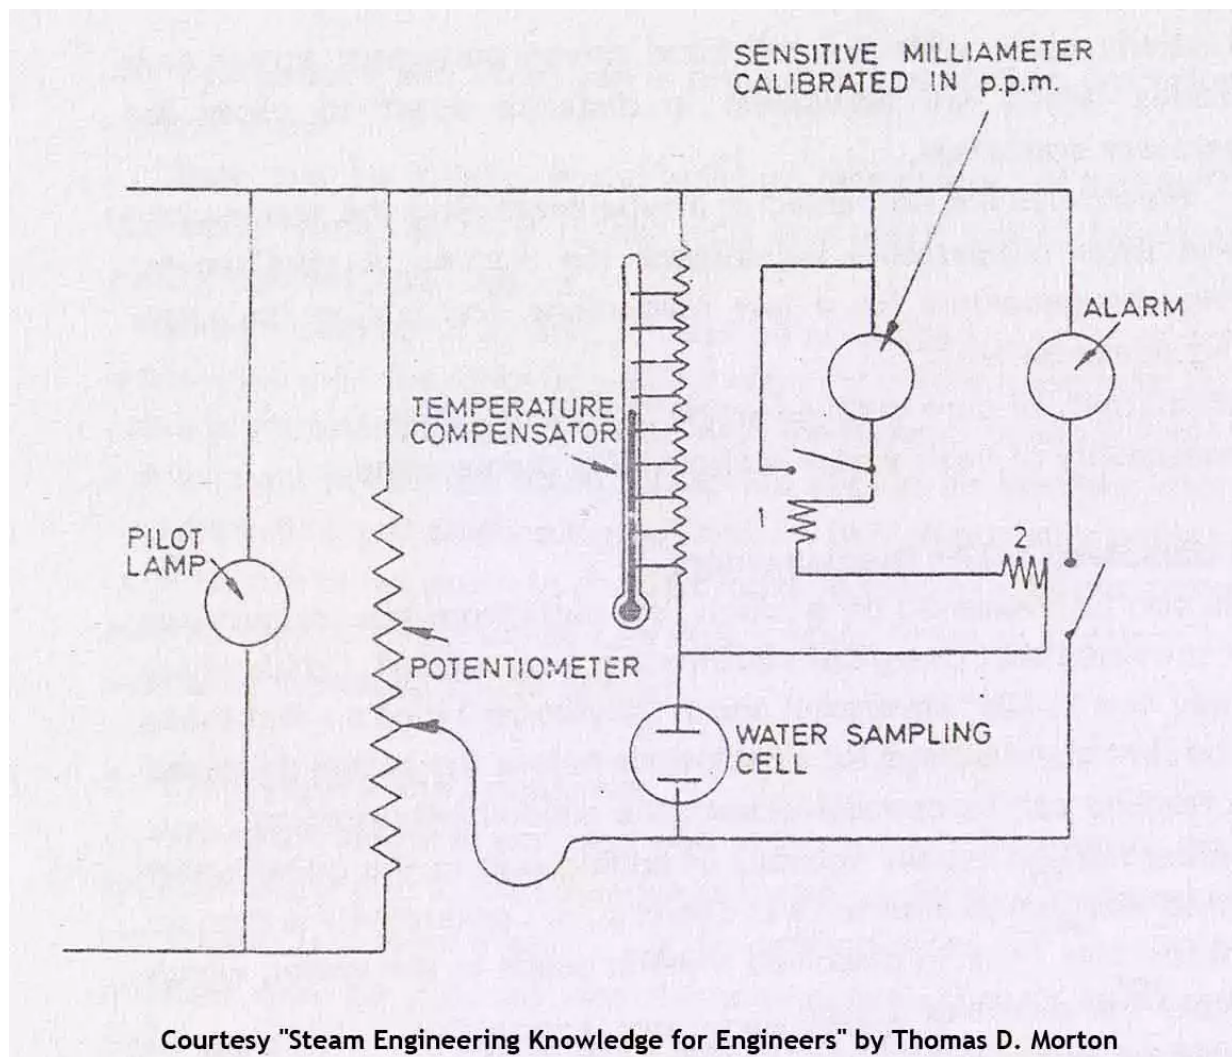 SENSITIVE MILLIAMETER
CALIBRATED IN p.p.m.
ALARM
TEMPERATURE
COMPENSATOR
1
2
PILOT
LAMP
POTENTIOMETER
WATER SAMPLING
CELL
Courtesy "Steam Engineering Knowledge for Engineers" by Thomas D. Morton